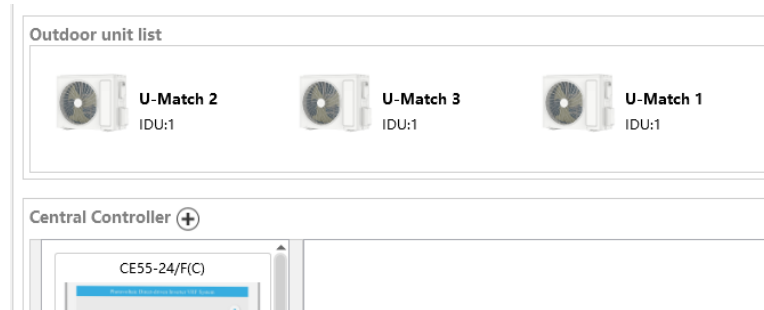 Outdoor unit list
U-Match 2
IDU:1
U-Match 3
IDU:1
U-Match 1
IDU:1
Central Controller
CE55-24/F(C)